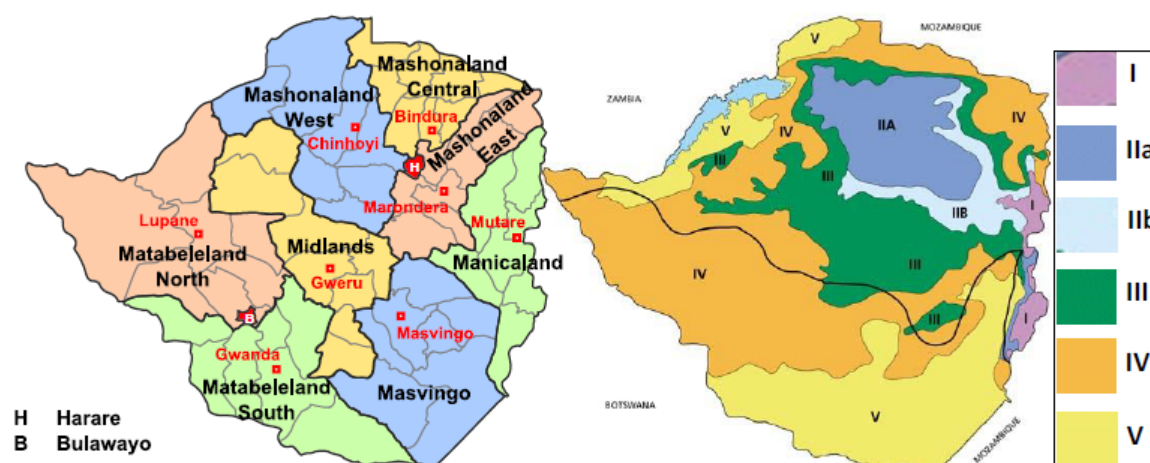 Mashonaland
Central
Bindura
Mashonaland
West
Chinhoyi
Mashonaland
East
H
Marondera
Lupane
Matabeleland
North
Midlands
Gweru
Mutare
Manicaland
B
Masvingo
Gwanda
Matabeleland
South
Masvingo
H Harare
B Bulawayo
MOZAMBIQUE
V
ZAMBIA
IIA
IV
V
IV
III
III
IIB
I
III
IV
III
I
BOTSWANA
V
MOZAMBIQUE
I
IIa
IIb
III
IV
V